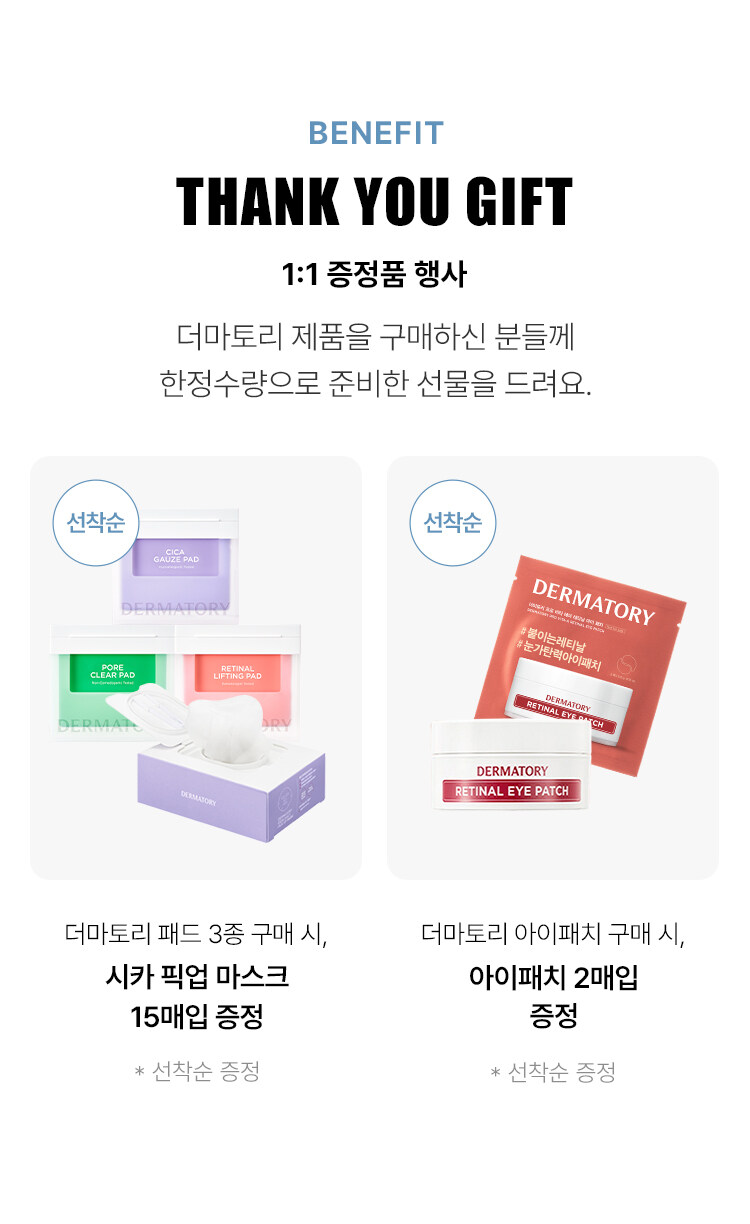 BENEFIT
THANK YOU GIFT
1:1 증정품 행사
더마토리 제품을 구매하신 분들께
한정수량으로 준비한 선물을 드려요.
선착순
CICA
GAUZE PAD
DERMATORY
PORE
CLEAR PAD
RETINAL
LIFTING PAD
DERMATORY
선착순
DERMATORY
붙이는레티날
눈가탄력아이패치
DERMATORY
RETINAL EYE PATCH
DERMATORY
RETINAL EYE PATCH
더마토리 패드 3종 구매 시,
시카 픽업 마스크
15매입 증정
* 선착순 증정
더마토리 아이패치 구매 시,
아이패치 2매입
증정
* 선착순 증정